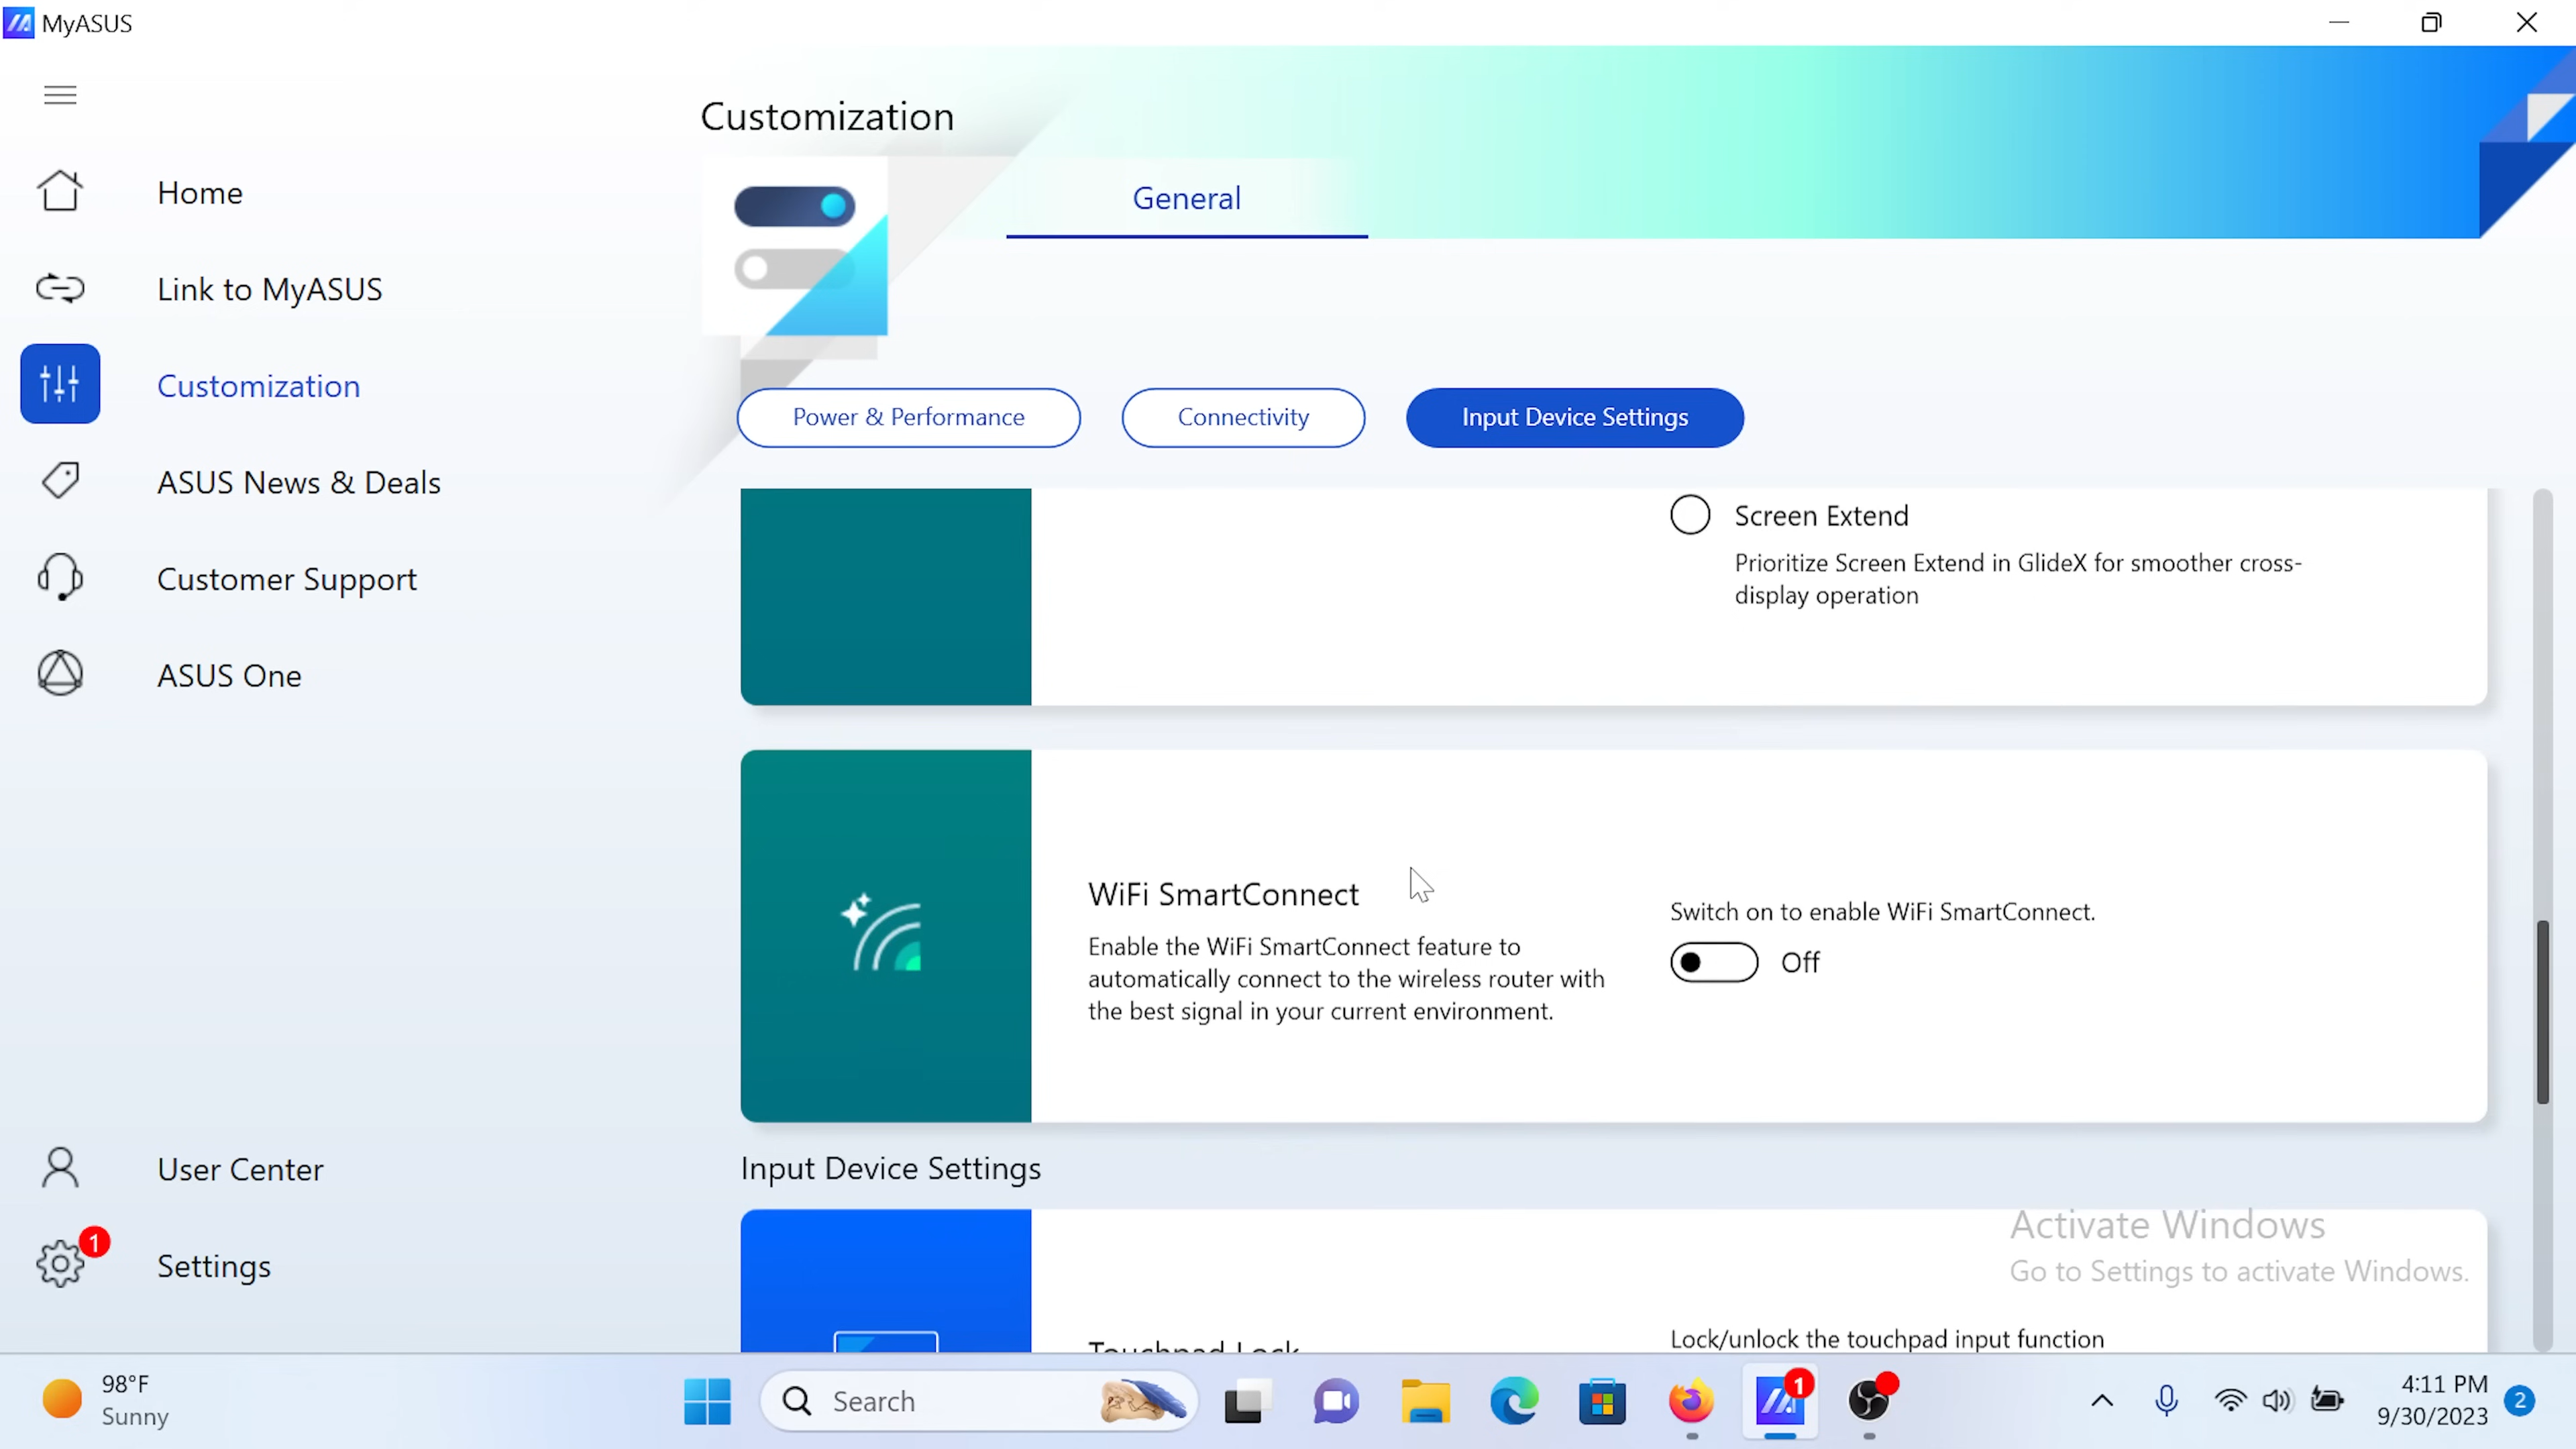 MyASUS
Customization
Home
General
Link to MyASUS
Customization
Power & Performance
Connectivity
Input Device Settings
ASUS News & Deals
Screen Extend
Prioritize Screen Extend in GlideX for smoother cross-
display operation
Customer Support
ASUS One
WiFi SmartConnect
Enable the WiFi SmartConnect feature to
automatically connect to the wireless router with
the best signal in your current environment.
Switch on to enable WiFi SmartConnect.
Off
Input Device Settings
User Center
1
Settings
Touchpad Lock
Lock/unlock the touchpad input function
Activate Windows
Go to Settings to activate Windows.
98°F
Sunny
Search
1
4:11 PM
9/30/2023
2